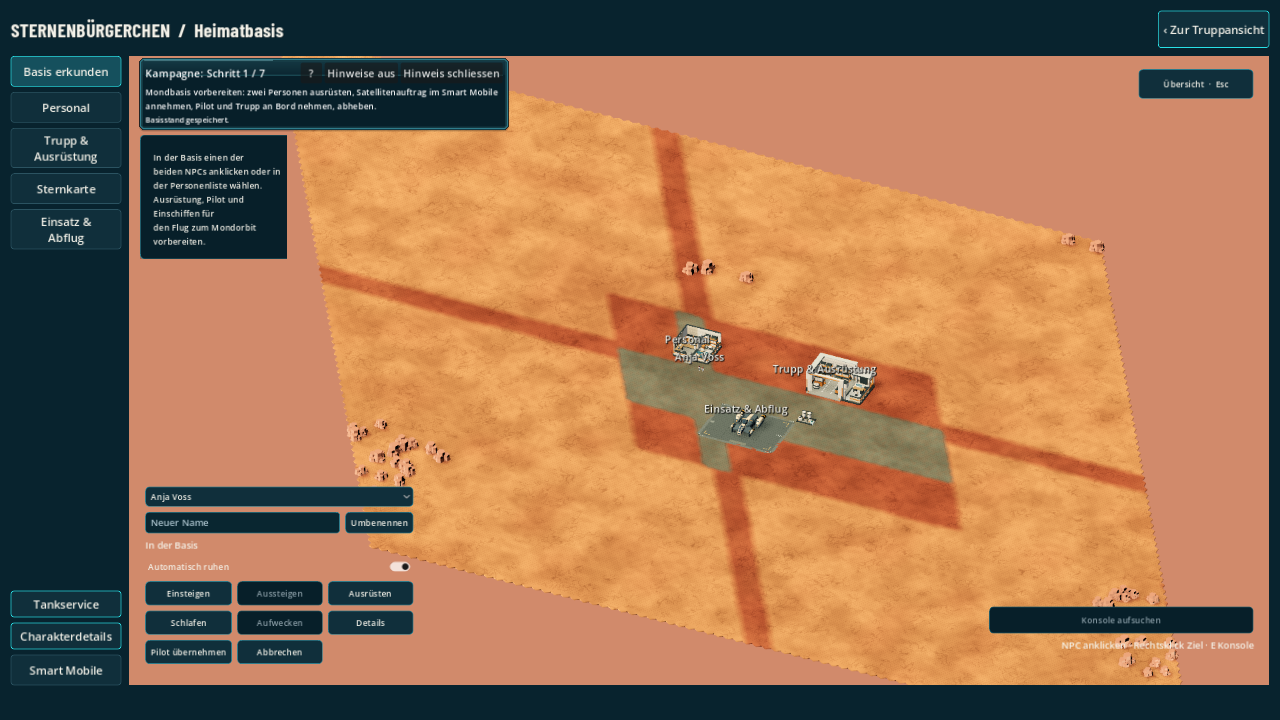 STERNENBÜRGERCHEN / Heimatbasis
‹ Zur Truppansicht
Basis erkunden
Personal
Trupp &
Ausrüstung
Sternkarte
Einsatz &
Abflug
Kampagne: Schritt 1 / 7
? Hinweise aus Hinweis schliessen
Mondbasis vorbereiten: zwei Personen ausrüsten, Satellitenauftrag im Smart Mobile
annehmen, Pilot und Trupp an Bord nehmen, abheben.
Basisstand gespeichert.
Übersicht · Esc
In der Basis einen der
beiden NPCs anklicken oder in
der Personenliste wählen.
Ausrüstung, Pilot und
Einschiffen für
den Flug zum Mondorbit
vorbereiten.
Personal
Anja Voss
Trupp & Ausrüstung
Einsatz & Abflug
Anja Voss
Neuer Name
Umbenennen
In der Basis
Automatisch ruhen
Einsteigen
Aussteigen
Ausrüsten
Schlafen
Aufwecken
Details
Pilot übernehmen
Abbrechen
Tankservice
Charakterdetails
Smart Mobile
Konsole aufsuchen
NPC anklicken · Rechtsklick Ziel · E Konsole